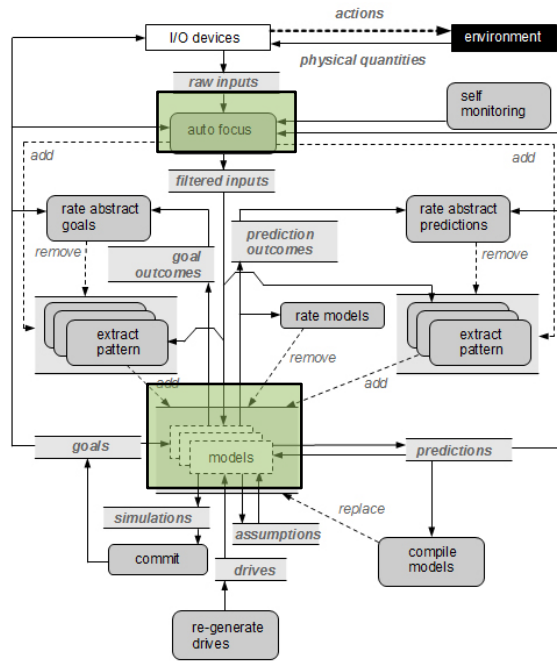 actions
I/O devices
environment
physical quantities
raw inputs
self
monitoring
auto focus
add
add
filtered inputs
rate abstract
goals
rate abstract
predictions
remove
goal
outcomes
prediction
outcomes
remove
rate models
extract
pattern
extract
pattern
remove
add
add
goals
models
predictions
simulations
assumptions
replace
commit
drives
compile
models
re-generate
drives